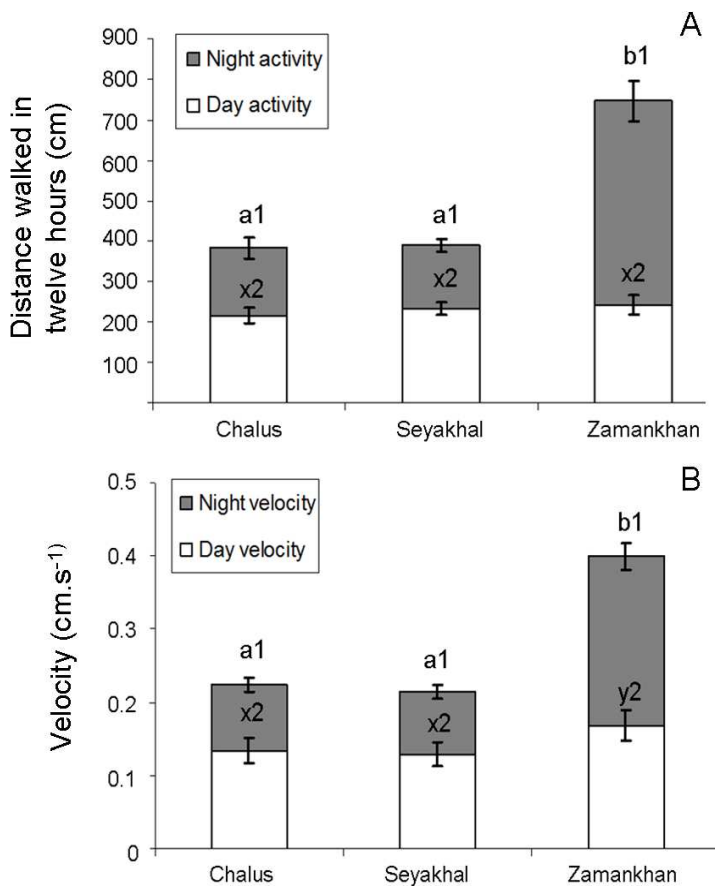 A
Distance walked in
twelve hours (cm)
900
800
700
600
500
400
300
200
100
Night activity
Day activity
a1
x2
a1
x2
b1
x2
Chalus
Seyakhal
Zamankhan
B
Velocity (cm.s-1)
0.5
0.4
0.3
0.2
0.1
0
Night velocity
Day velocity
a1
x2
a1
x2
b1
y2
Chalus
Seyakhal
Zamankhan